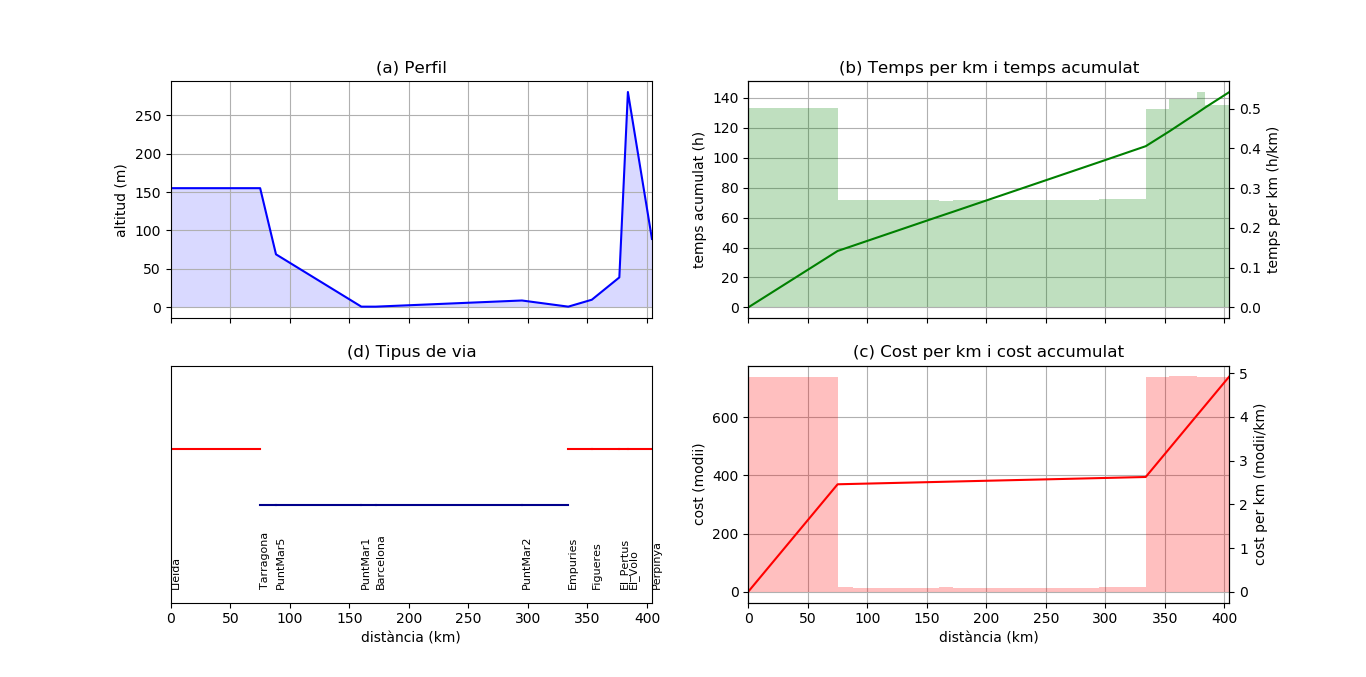 (a) Perfil
altitud (m)
250
200
150
100
50
0
(b) Temps per km i temps acumulat
temps acumulat (h)
140
120
100
80
60
40
20
0
0.5
0.4
0.3
0.2
0.1
0.0
temps per km (h/km)
(d) Tipus de via
Lleida
Tarragona
PuntMar5
PuntMar1
Barcelona
PuntMar2
Empuries
Figueres
El_Pertus
El_Volo
Perpinya
0 50 100 150 200 250 300 350 400
distància (km)
(c) Cost per km i cost accumulat
cost (modii)
600
400
200
0
5
4
3
2
1
0
cost per km (modii/km)
0 50 100 150 200 250 300 350 400
distància (km)